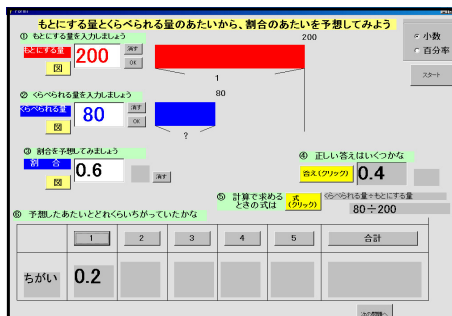 もとにする量とくらべられる量のあたいから、割合のあたいを予想してみよう
① もとにする量を入力しましょう
200
小数
百分率
もとにする量
200
消す
OK
図
スタート
1
② くらべられる量を入力しましょう
80
くらべられる量
80
消す
OK
図
?
③ 割合を予想してみましょう
割 合
0.6
消す
図
④ 正しい答えはいくつかな
答え(クリック)
0.4
⑤ 計算で求めるときの式は
式(クリック)
くらべられる量÷もとにする量
80÷200
⑥ 予想したあたいとどれくらいちがっていたかな
1 2 3 4 5 合計
ちがい 0.2